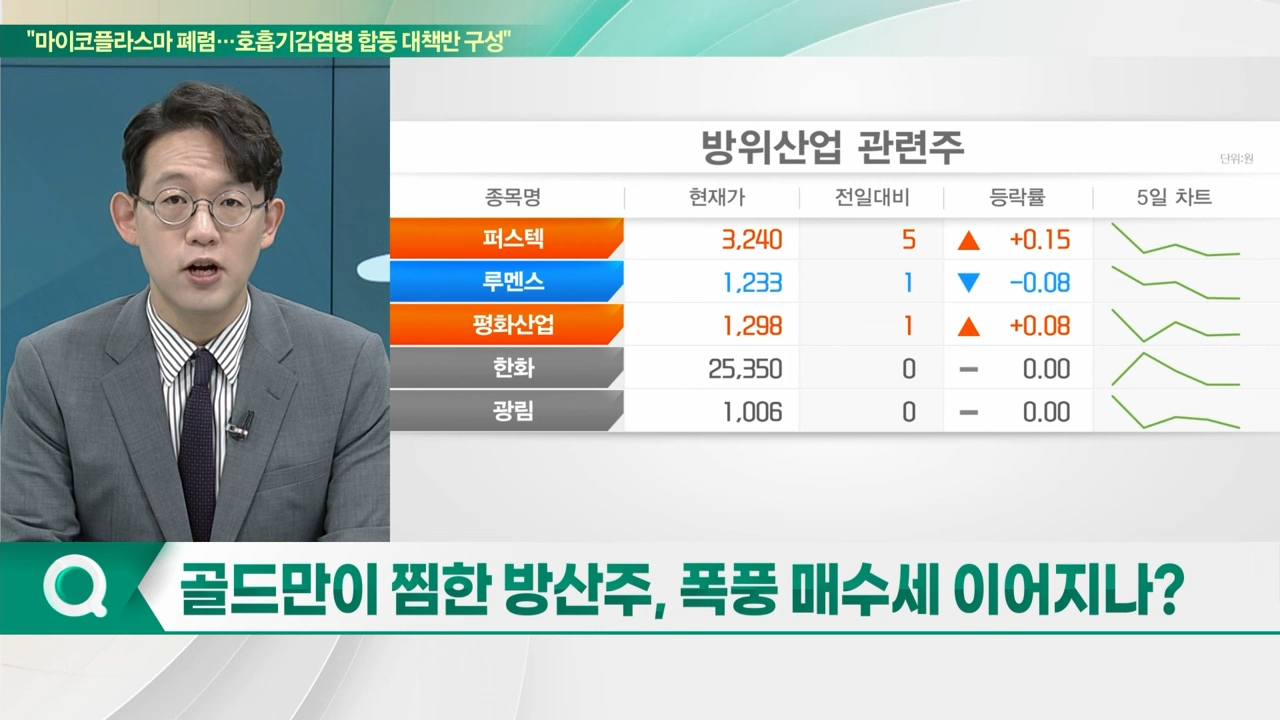 "마이코플라스마 폐렴…호흡기감염병 합동 대책반 구성"
방위산업 관련주
단위:원
종목명 현재가 전일대비 등락률 5일 차트
퍼스텍 3,240 5 ▲ +0.15
루멘스 1,233 1 ▼ -0.08
평화산업 1,298 1 ▲ +0.08
한화 25,350 0 - 0.00
광림 1,006 0 - 0.00
Q 골드만이 찜한 방산주, 폭풍 매수세 이어지나?